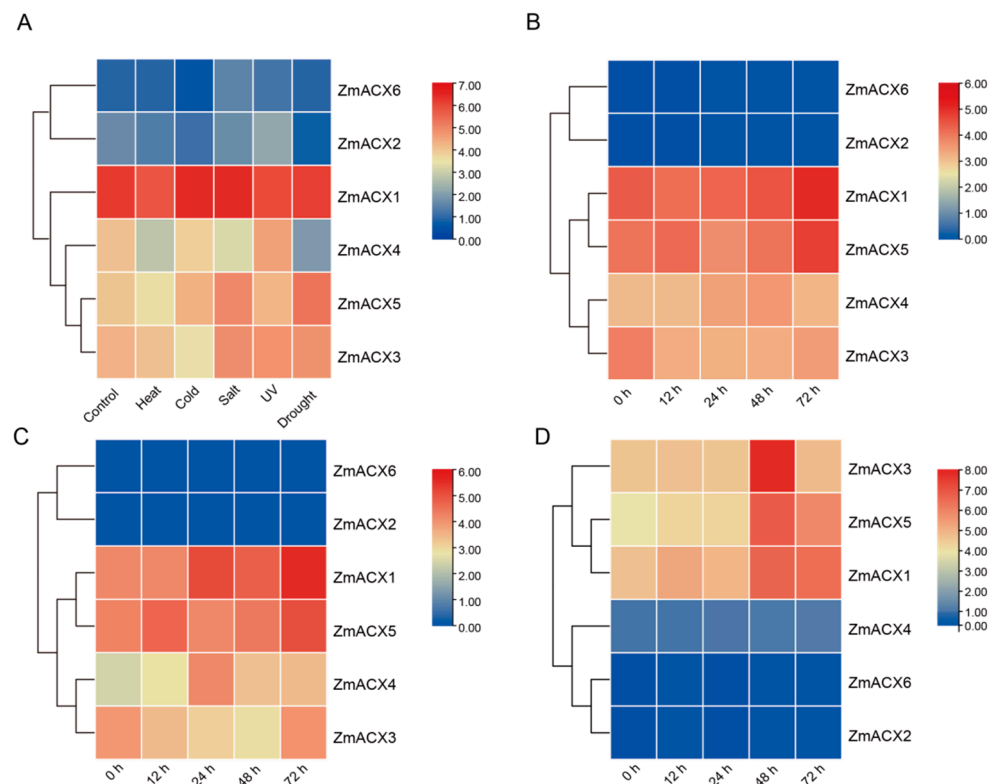 A
ZmACX6
ZmACX2
ZmACX1
ZmACX4
ZmACX5
ZmACX3
7.00
6.00
5.00
4.00
3.00
2.00
1.00
0.00
Control
Heat
Cold
Salt
UV
Drought
B
ZmACX6
ZmACX2
ZmACX1
ZmACX5
ZmACX4
ZmACX3
6.00
5.00
4.00
3.00
2.00
1.00
0.00
0 h
12 h
24 h
48 h
72 h
C
ZmACX6
ZmACX2
ZmACX1
ZmACX5
ZmACX4
ZmACX3
6.00
5.00
4.00
3.00
2.00
1.00
0.00
0 h
12 h
24 h
48 h
72 h
D
ZmACX3
ZmACX5
ZmACX1
ZmACX4
ZmACX6
ZmACX2
8.00
7.00
6.00
5.00
4.00
3.00
2.00
1.00
0.00
0 h
12 h
24 h
48 h
72 h